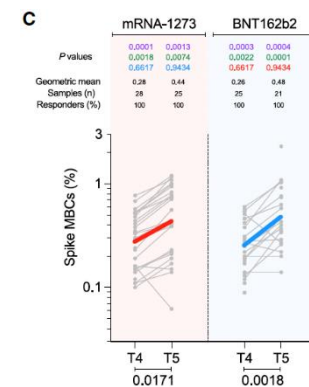 C
mRNA-1273 BNT162b2
0.0001 0.0013 0.0003 0.0004
P values 0.0018 0.0074 0.0022 0.0001
0.6617 0.9434 0.6617 0.9434
Geometric mean 0.28 0.44 0.26 0.48
Samples (n) 28 25 25 21
Responders (%) 100 100 100 100
3
1
Spike MBCs (%)
0.1
T4 T5 T4 T5
0.0171 0.0018